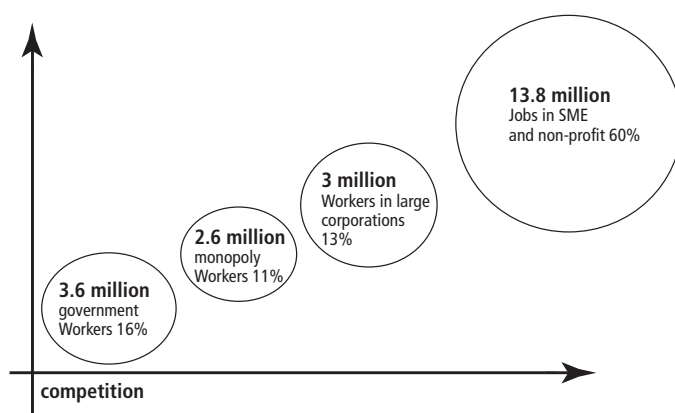 13.8 million
Jobs in SME
and non-profit 60%
3 million
Workers in large
corporations
13%
2.6 million
monopoly
Workers 11%
3.6 million
government
Workers 16%
competition